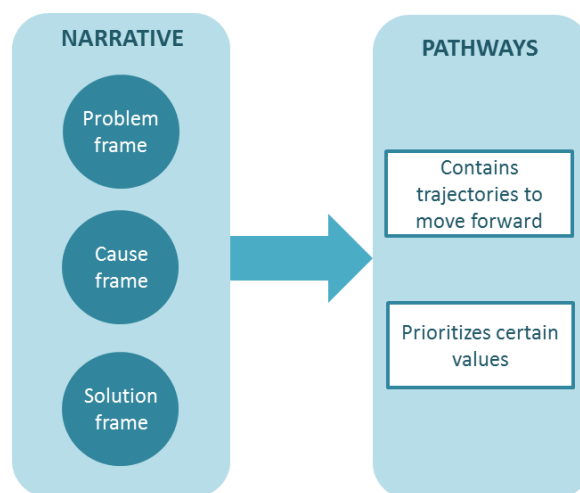 NARRATIVE
Problem
frame
Cause
frame
Solution
frame
PATHWAYS
Contains
trajectories to
move forward
Prioritizes certain
values